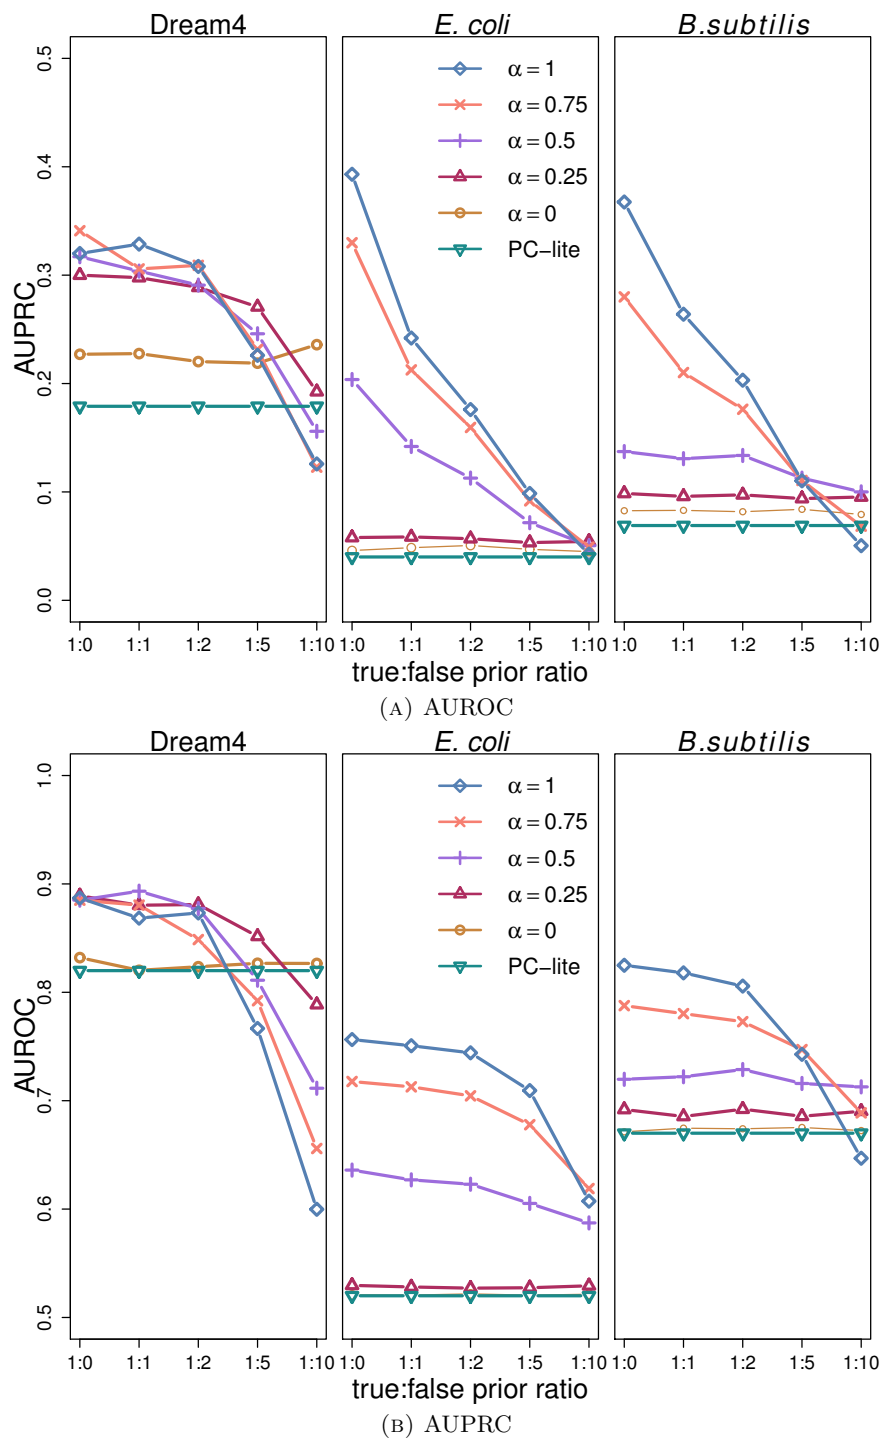 Dream4 E. coli B.subtilis
0.5
0.4
0.3
0.2
0.1
0.0
AUPRC
α = 1
α = 0.75
α = 0.5
α = 0.25
α = 0
PC−lite
1:0 1:1 1:2 1:5 1:10 1:0 1:1 1:2 1:5 1:10 1:0 1:1 1:2 1:5 1:10
true:false prior ratio
(A) AUROC
Dream4 E. coli B.subtilis
1.0
0.9
0.8
0.7
0.6
0.5
AUROC
α = 1
α = 0.75
α = 0.5
α = 0.25
α = 0
PC−lite
1:0 1:1 1:2 1:5 1:10 1:0 1:1 1:2 1:5 1:10 1:0 1:1 1:2 1:5 1:10
true:false prior ratio
(B) AUPRC